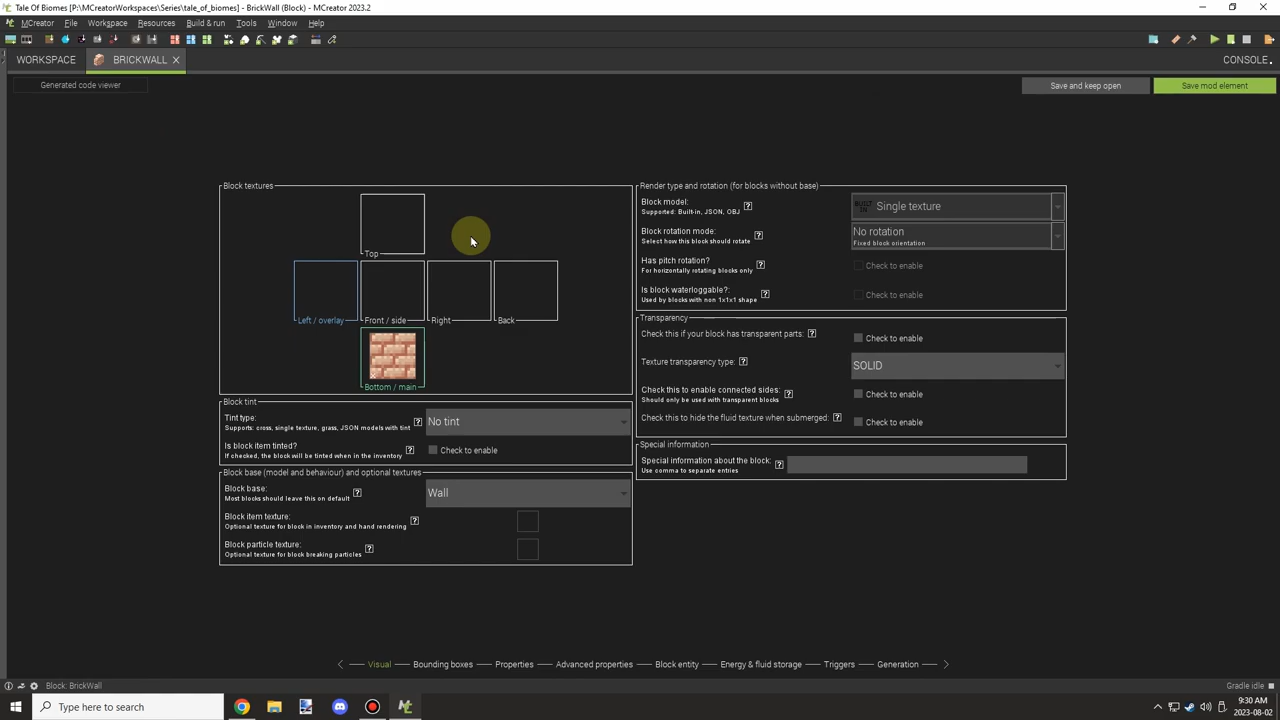 Tale Of Biomes [P:\MCreatorWorkspaces\Series\tale_of_biomes] - BrickWall (Block) - MCreator 2023.2
MCreator File Workspace Resources Build & run Tools Window Help
WORKSPACE BRICKWALL CONSOLE
Generated code viewer
Save and keep open Save mod element
Block textures
Top
Left / overlay Front / side Right Back
Bottom / main
Block tint
Tint type: ? No tint
Supports: cross, single texture, grass, JSON models with tint
Is block item tinted? ? Check to enable
If checked, the block will be tinted when in the inventory
Block base (model and behaviour) and optional textures
Block base: ? Wall
Most blocks should leave this on default
Block item texture: ?
Optional texture for block in inventory and hand rendering
Block particle texture: ?
Optional texture for block breaking particles
Render type and rotation (for blocks without base)
Block model: ? BUILT IN Single texture
Supported: Built-in, JSON, OBJ
Block rotation mode: ? No rotation
Select how this block should rotate Fixed block orientation
Has pitch rotation? ? Check to enable
For horizontally rotating blocks only
Is block waterloggable?: ? Check to enable
Used by blocks with non 1x1x1 shape
Transparency
Check this if your block has transparent parts: ? Check to enable
Texture transparency type: ? SOLID
Check this to enable connected sides: ? Check to enable
Should only be used with transparent blocks
Check this to hide the fluid texture when submerged: ? Check to enable
Special information
Special information about the block: ?
Use comma to separate entries
Visual Bounding boxes Properties Advanced properties Block entity Energy & fluid storage Triggers Generation
Block: BrickWall Gradle idle
Type here to search
9:30 AM
2023-08-02